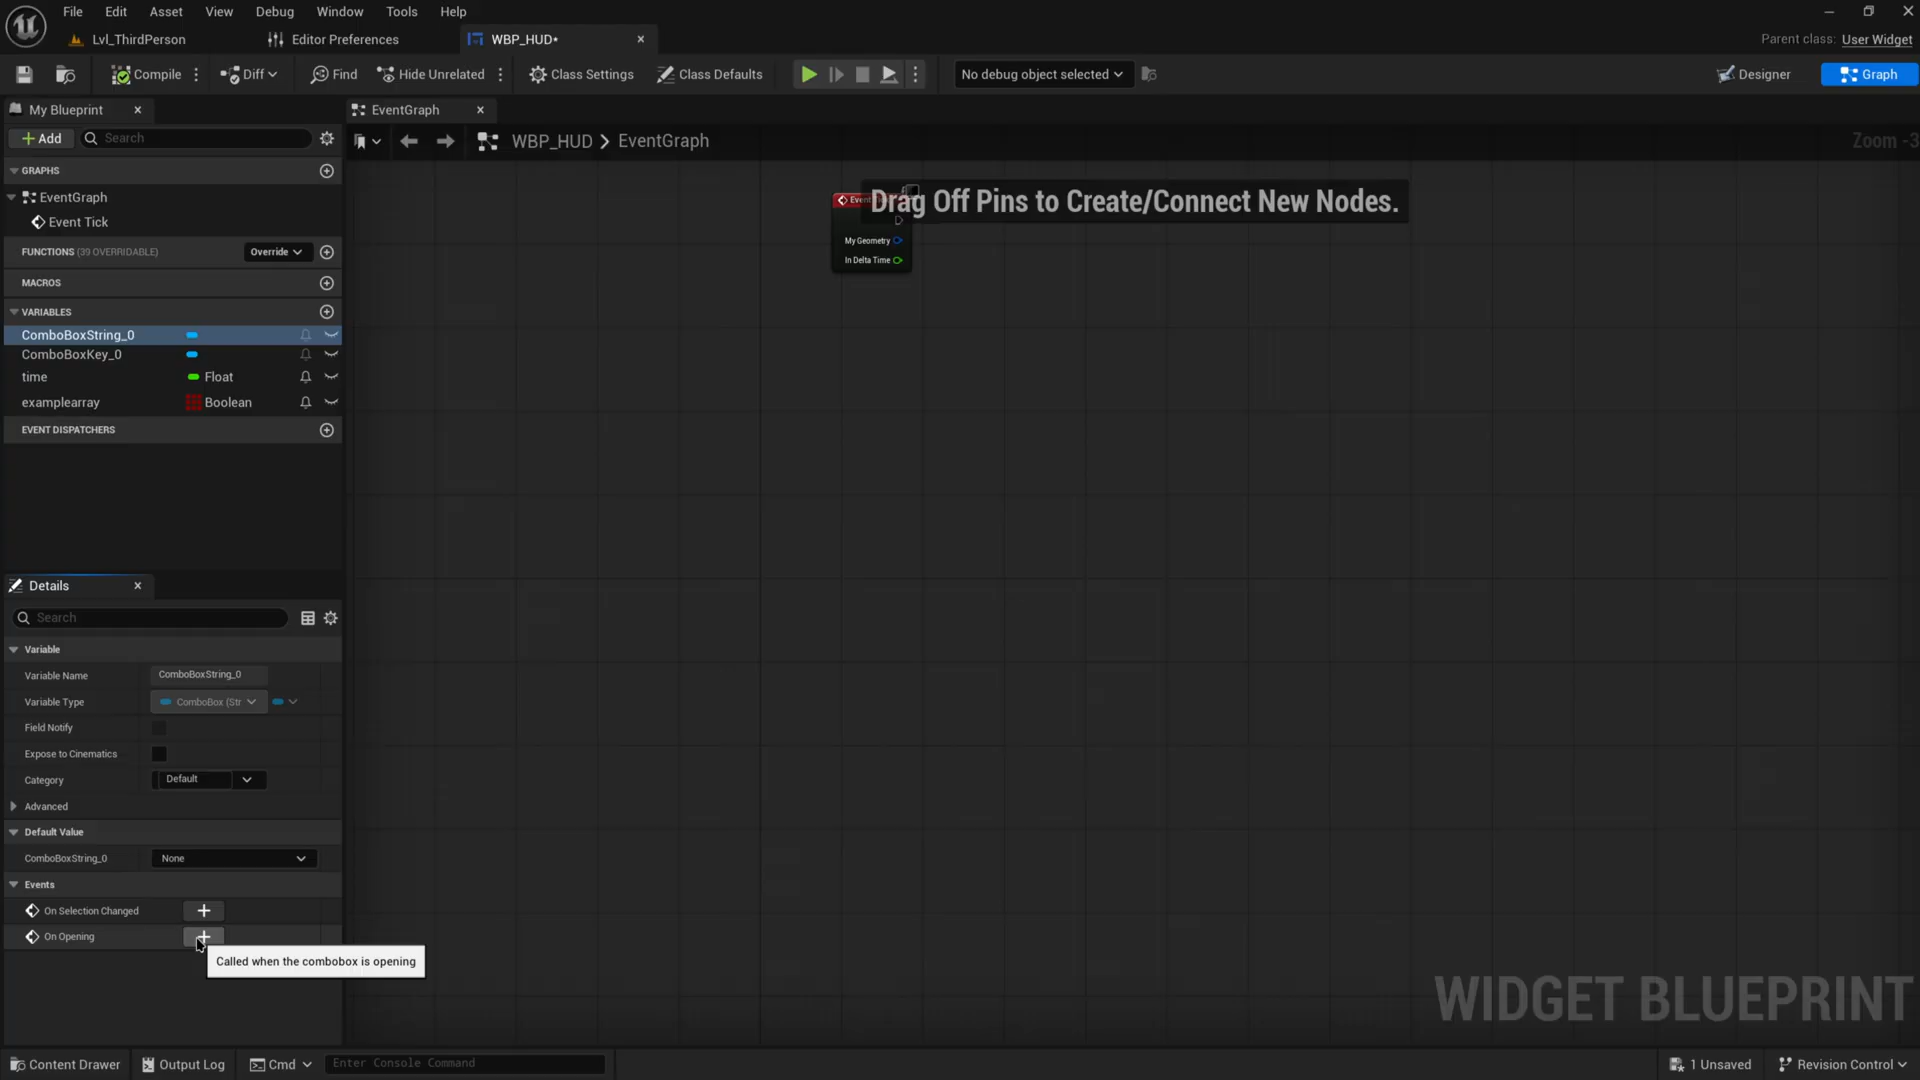 File Edit Asset View Debug Window Tools Help
Lvl_ThirdPerson Editor Preferences WBP_HUD* Parent class: User Widget
Compile Diff Find Hide Unrelated Class Settings Class Defaults No debug object selected Designer Graph
My Blueprint EventGraph
Add Search WBP_HUD > EventGraph Zoom -3
GRAPHS
EventGraph
Event Tick
Drag Off Pins to Create/Connect New Nodes.
My Geometry
In Delta Time
FUNCTIONS (39 OVERRIDABLE) Override
MACROS
VARIABLES
ComboBoxString_0
ComboBoxKey_0
time Float
examplearray Boolean
EVENT DISPATCHERS
Details
Search
Variable
Variable Name ComboBoxString_0
Variable Type ComboBox (Str
Field Notify
Expose to Cinematics
Category Default
Advanced
Default Value
ComboBoxString_0 None
Events
On Selection Changed
On Opening
Called when the combobox is opening
WIDGET BLUEPRINT
Content Drawer Output Log Cmd Enter Console Command 1 Unsaved Revision Control